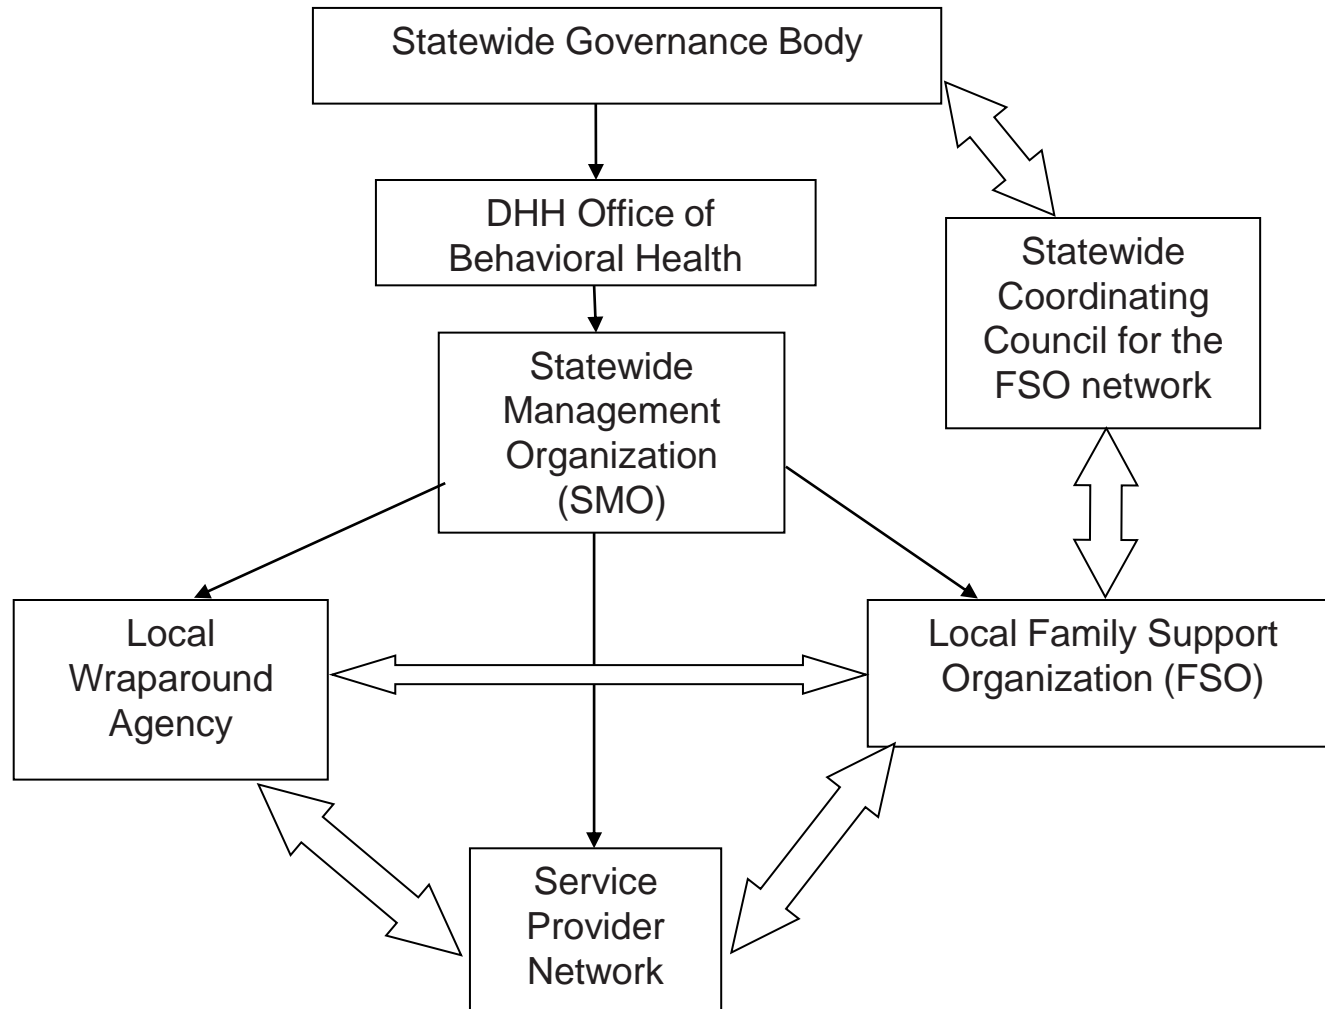 Statewide Governance Body
DHH Office of
Behavioral Health
Statewide
Coordinating
Council for the
FSO network
Statewide
Management
Organization
(SMO)
Local
Wraparound
Agency
Local Family Support
Organization (FSO)
Service
Provider
Network